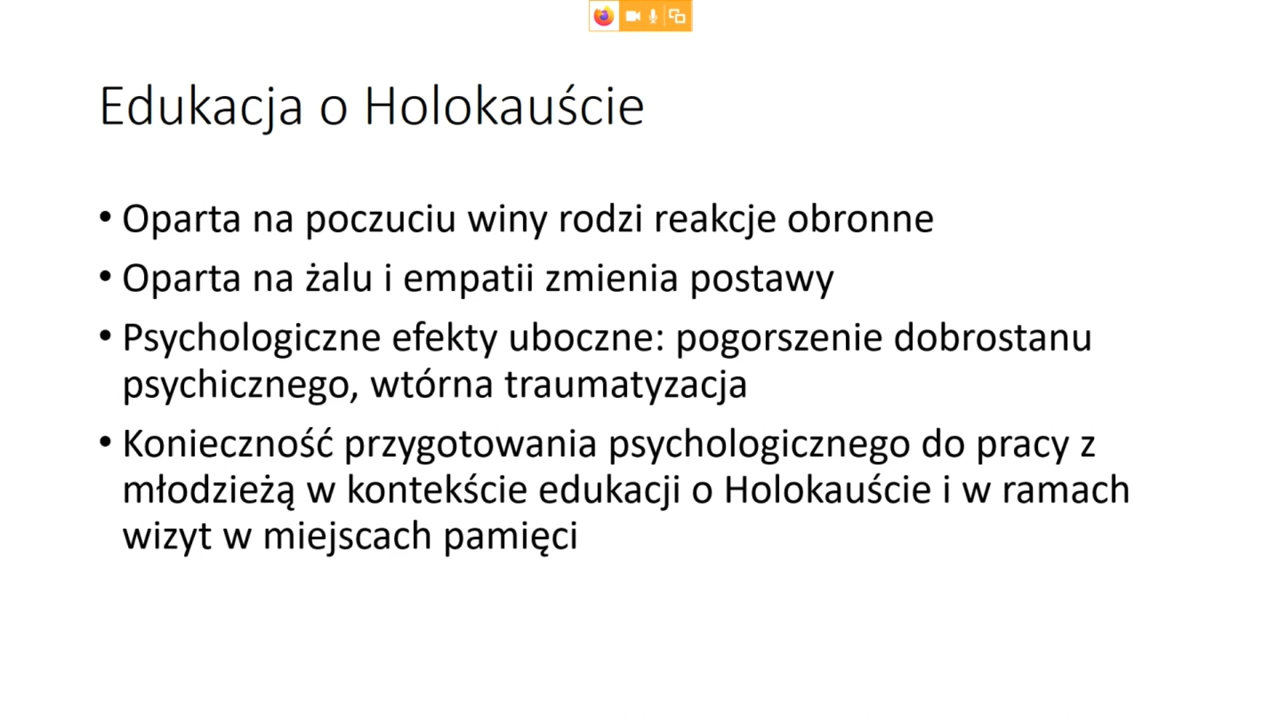 Edukacja o Holokauście
• Oparta na poczuciu winy rodzi reakcje obronne
• Oparta na żalu i empatii zmienia postawy
• Psychologiczne efekty uboczne: pogorszenie dobrostanu
psychicznego, wtórna traumatyzacja
• Konieczność przygotowania psychologicznego do pracy z
młodzieżą w kontekście edukacji o Holokauście i w ramach
wizyt w miejscach pamięci